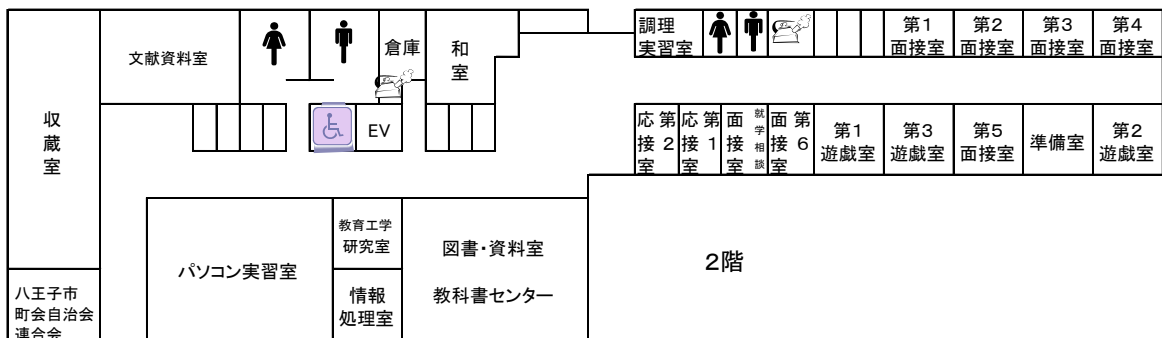 文献資料室
倉庫
和室
調理
実習室
第1
面接室
第2
面接室
第3
面接室
第4
面接室
収蔵室
EV
第2
応接室
第1
応接室
就学相談
面接室
第6
面接室
第1
遊戯室
第3
遊戯室
第5
面接室
準備室
第2
遊戯室
パソコン実習室
教育工学
研究室
情報
処理室
図書・資料室
教科書センター
2階
八王子市
町会自治会
連合会